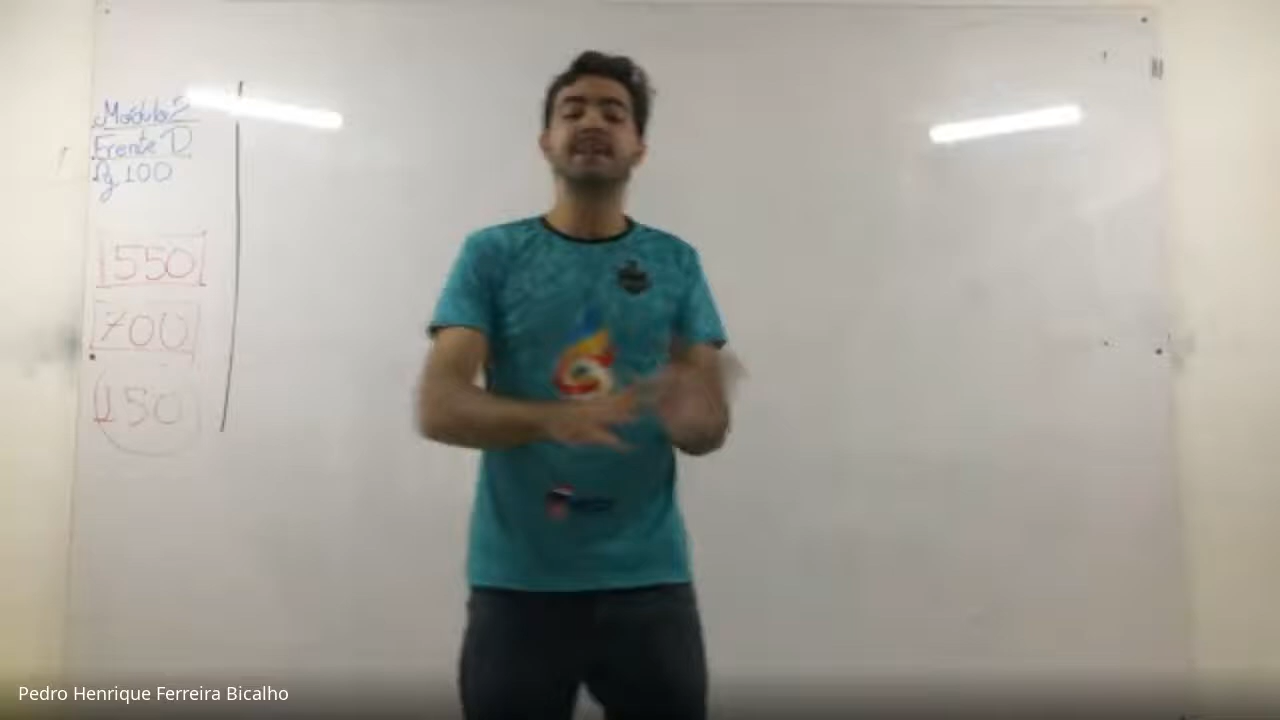 Módulo 2
Frente D
Pg 100
550
700
150
Pedro Henrique Ferreira Bicalho